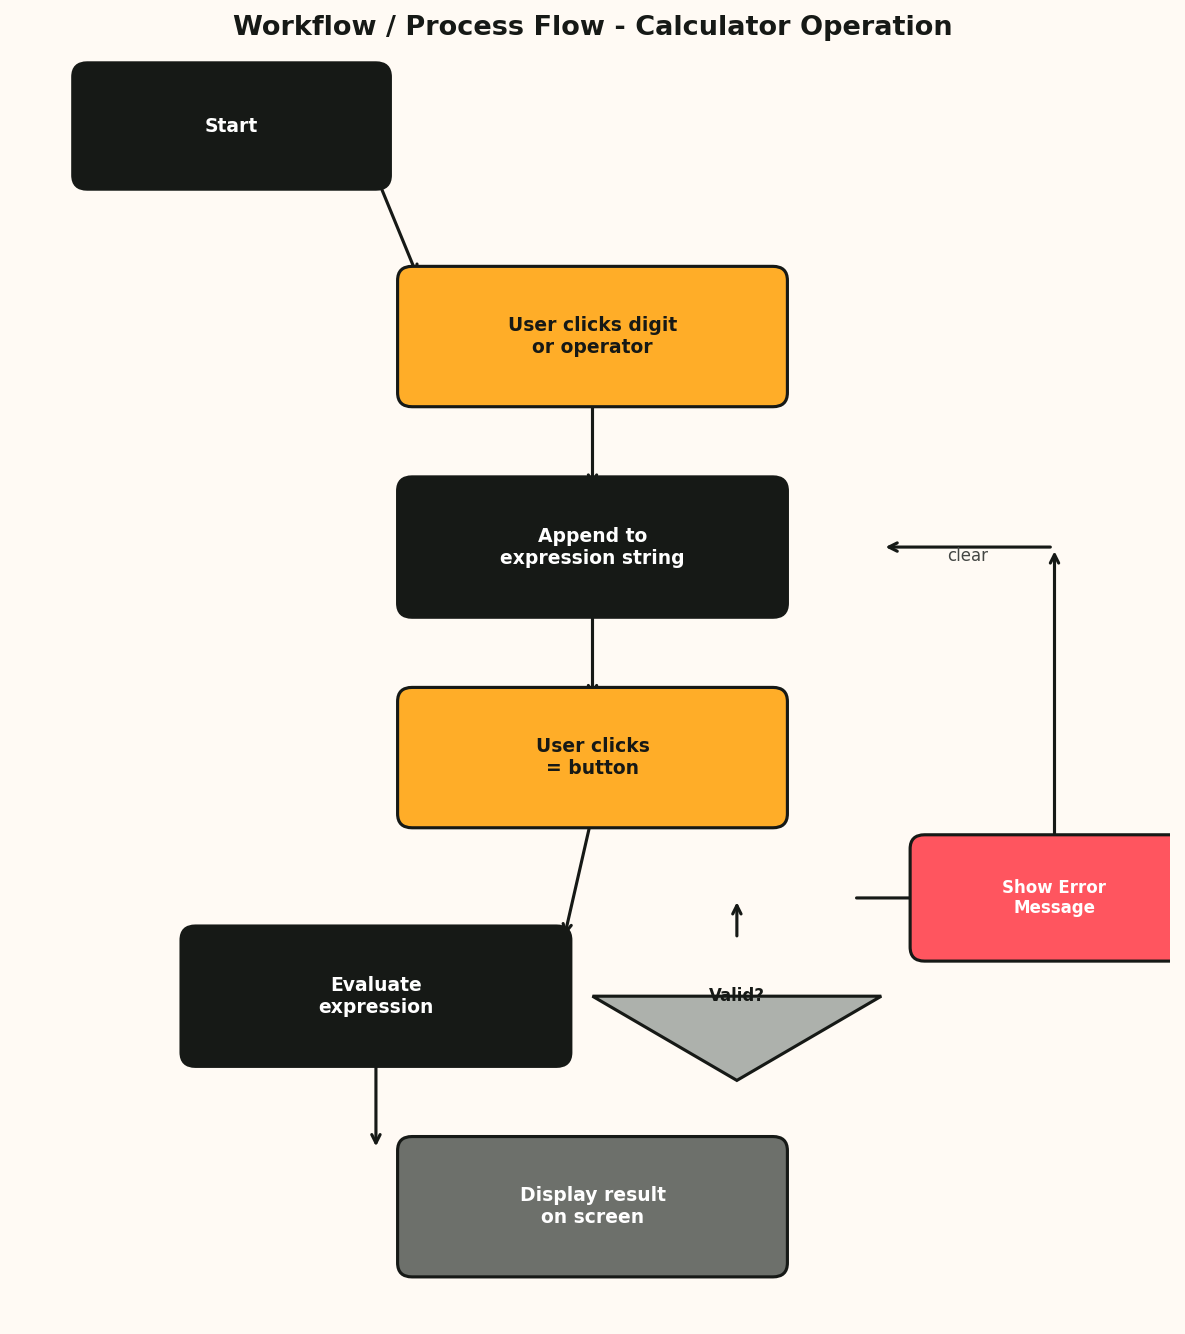 Workflow / Process Flow - Calculator Operation
Start
User clicks digit
or operator
Append to
expression string
clear
User clicks
= button
Show Error
Message
Evaluate
expression
Valid?
Display result
on screen